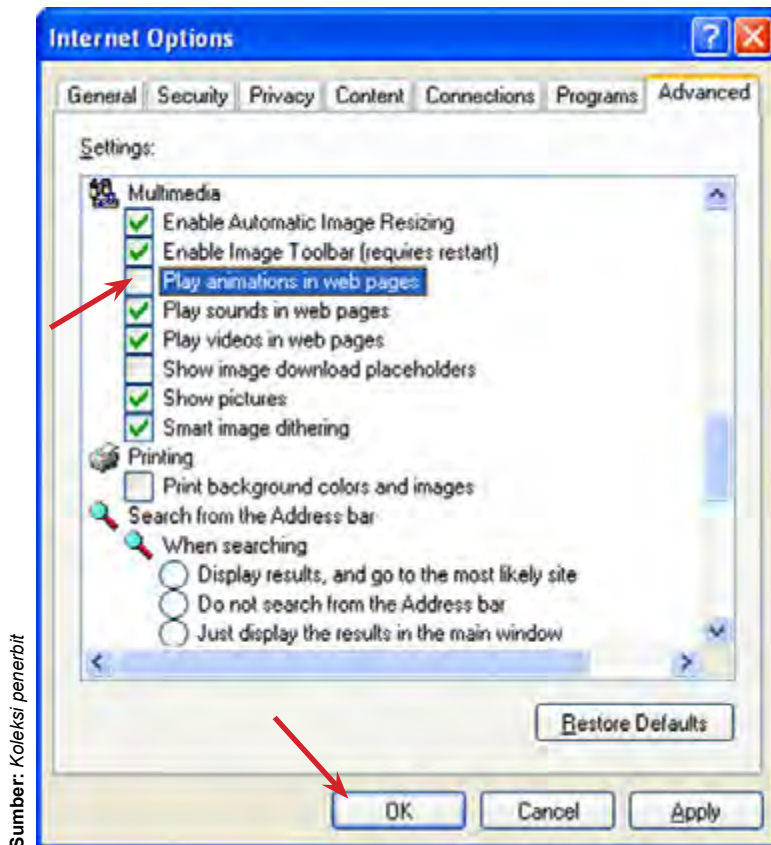 Internet Options
General Security Privacy Content Connections Programs Advanced
Settings:
Multimedia
Enable Automatic Image Resizing
Enable Image Toolbar (requires restart)
Play animations in web pages
Play sounds in web pages
Play videos in web pages
Show image download placeholders
Show pictures
Smart image dithering
Printing
Print background colors and images
Search from the Address bar
When searching
Display results, and go to the most likely site
Do not search from the Address bar
Just display the results in the main window
Restore Defaults
OK Cancel Apply
Sumber: Koleksi penerbit